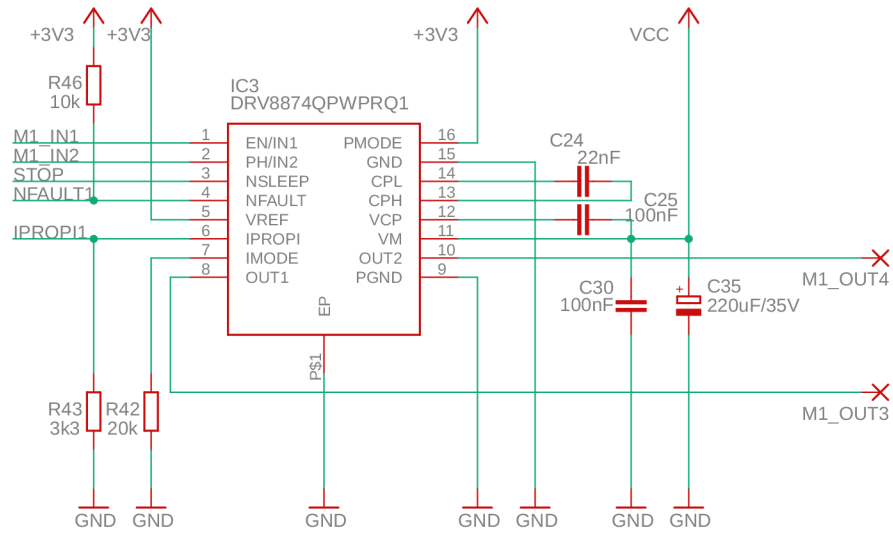 +3V3
+3V3
+3V3
VCC
R46
10k
IC3
DRV8874QPWPRQ1
M1_IN1
M1_IN2
STOP
NFAULT1
IPROPI1
1 EN/IN1 PMODE 16
2 PH/IN2 GND 15
3 NSLEEP CPL 14
4 NFAULT CPH 13
5 VREF VCP 12
6 IPROPI VM 11
7 IMODE OUT2 10
8 OUT1 PGND 9
EP
P$1
C24
22nF
C25
100nF
C30
100nF
+
C35
220uF/35V
M1_OUT4
M1_OUT3
R43
3k3
R42
20k
GND
GND
GND
GND
GND
GND
GND